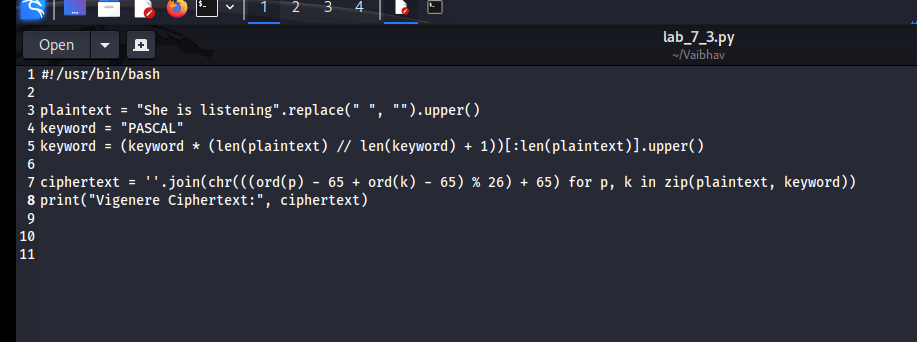 1 2 3 4
Open
lab_7_3.py
~/Vaibhav
1 #!/usr/bin/bash
2
3 plaintext = "She is listening".replace(" ", "").upper()
4 keyword = "PASCAL"
5 keyword = (keyword * (len(plaintext) // len(keyword) + 1))[:len(plaintext)].upper()
6
7 ciphertext = ''.join(chr(((ord(p) - 65 + ord(k) - 65) % 26) + 65) for p, k in zip(plaintext, keyword))
8 print("Vigenere Ciphertext:", ciphertext)
9
10
11